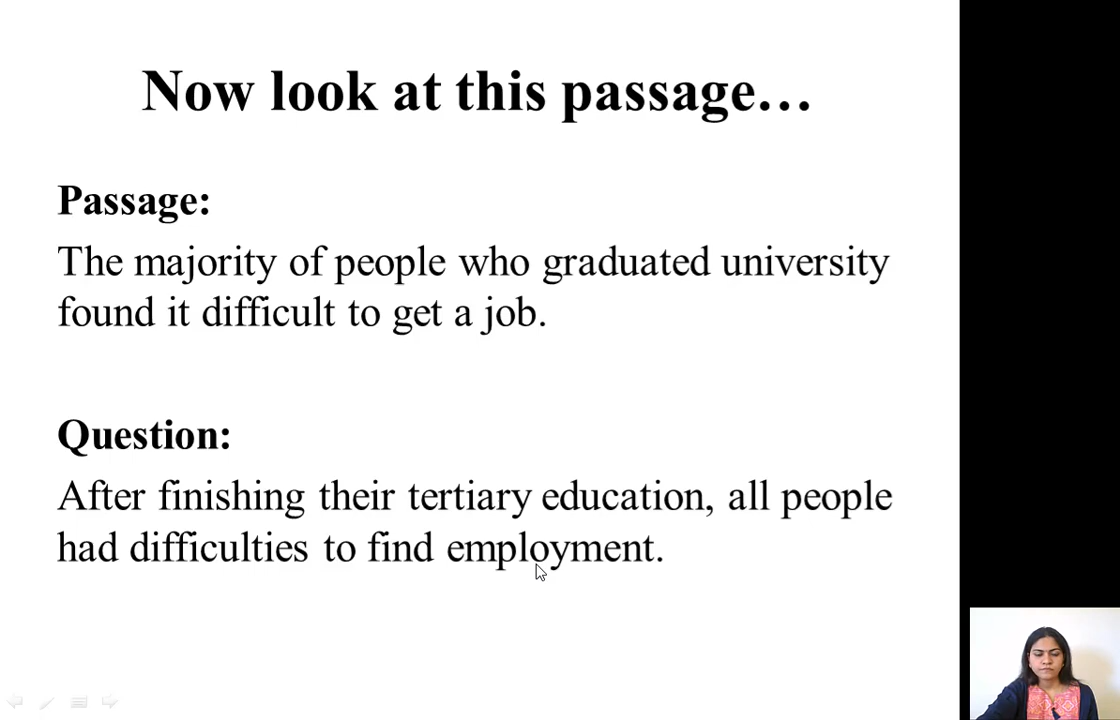 Now look at this passage…
Passage:
The majority of people who graduated university
found it difficult to get a job.
Question:
After finishing their tertiary education, all people
had difficulties to find employment.